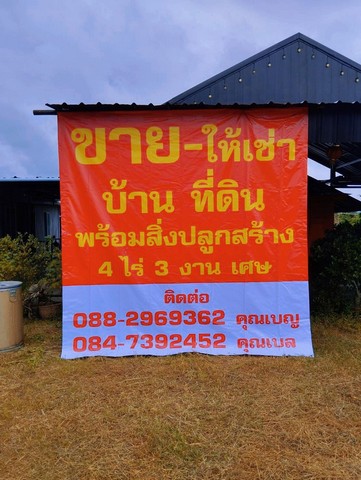 ขาย-ให้เช่า
บ้าน ที่ดิน
พร้อมสิ่งปลูกสร้าง
4 ไร่ 3 งาน เศษ
ติดต่อ
088-2969362 คุณเบญ
084-7392452 คุณเบล